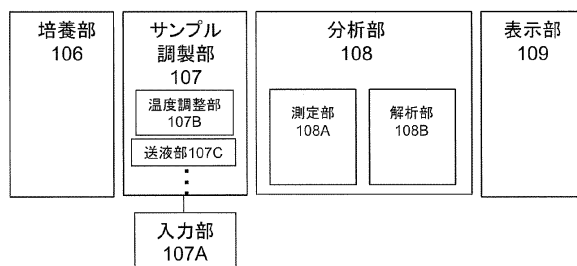 培養部
106
サンプル
調製部
107
温度調整部
107B
送液部107C
入力部
107A
分析部
108
測定部
108A
解析部
108B
表示部
109